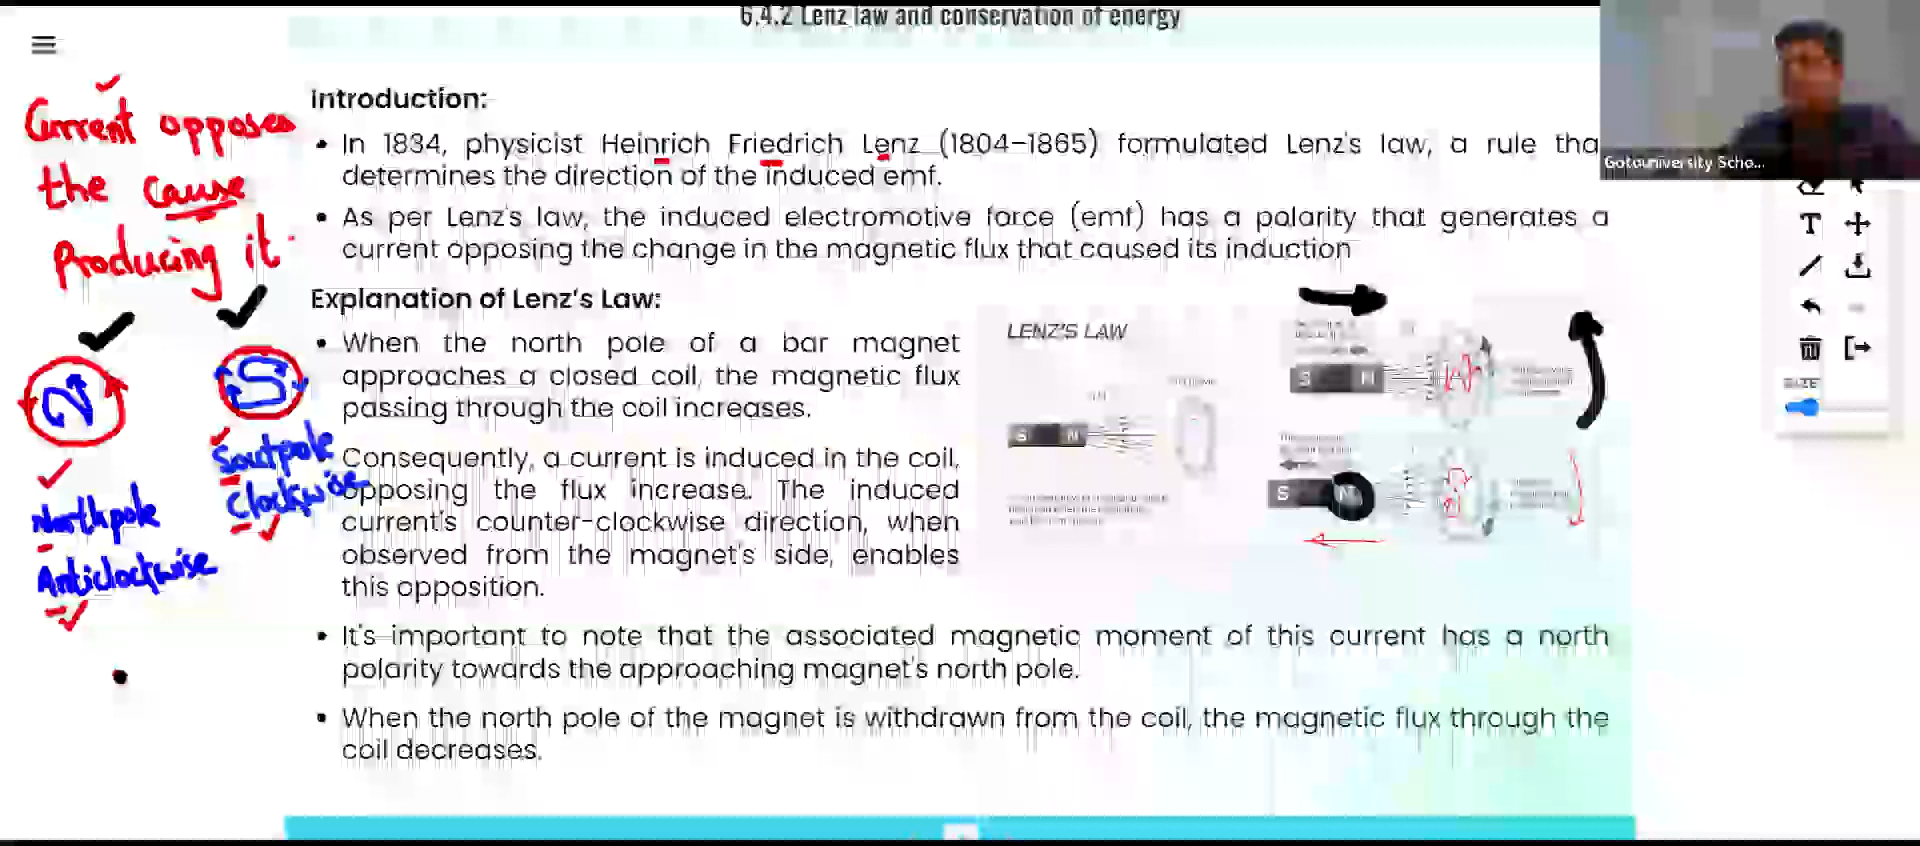 6.4.2 Lenz law and conservation of energy
Current opposes
the cause
Producing it
Introduction:
• In 1834, physicist Heinrich Friedrich Lenz (1804–1865) formulated Lenz's law, a rule tha
determines the direction of the induced emf.
• As per Lenz's law, the induced electromotive force (emf) has a polarity that generates a
current opposing the change in the magnetic flux that caused its induction
Explanation of Lenz's Law:
• When the north pole of a bar magnet
approaches a closed coil, the magnetic flux
passing through the coil increases.
Consequently, a current is induced in the coil,
opposing the flux increase. The induced
current's counter-clockwise direction, when
observed from the magnet's side, enables
this opposition.
• It's important to note that the associated magnetic moment of this current has a north
polarity towards the approaching magnet's north pole.
• When the north pole of the magnet is withdrawn from the coil, the magnetic flux through the
coil decreases.
N
Northpole
Anticlockwise
S
Soutpole
Clockwise
LENZ'S LAW
S N
S N
S N
Gotouniversity Scho...
T
SIZE